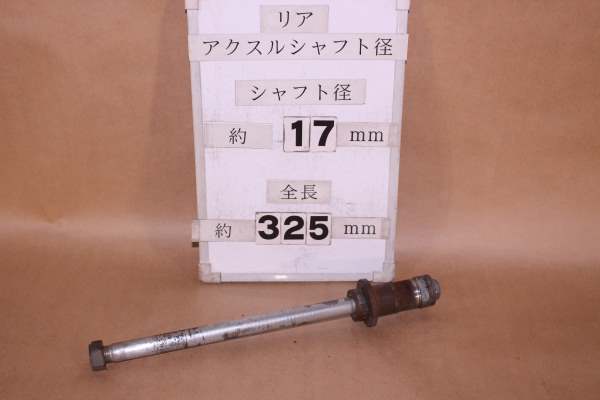 リア
アクスルシャフト径
シャフト径
約 17 mm
全長
約 325 mm